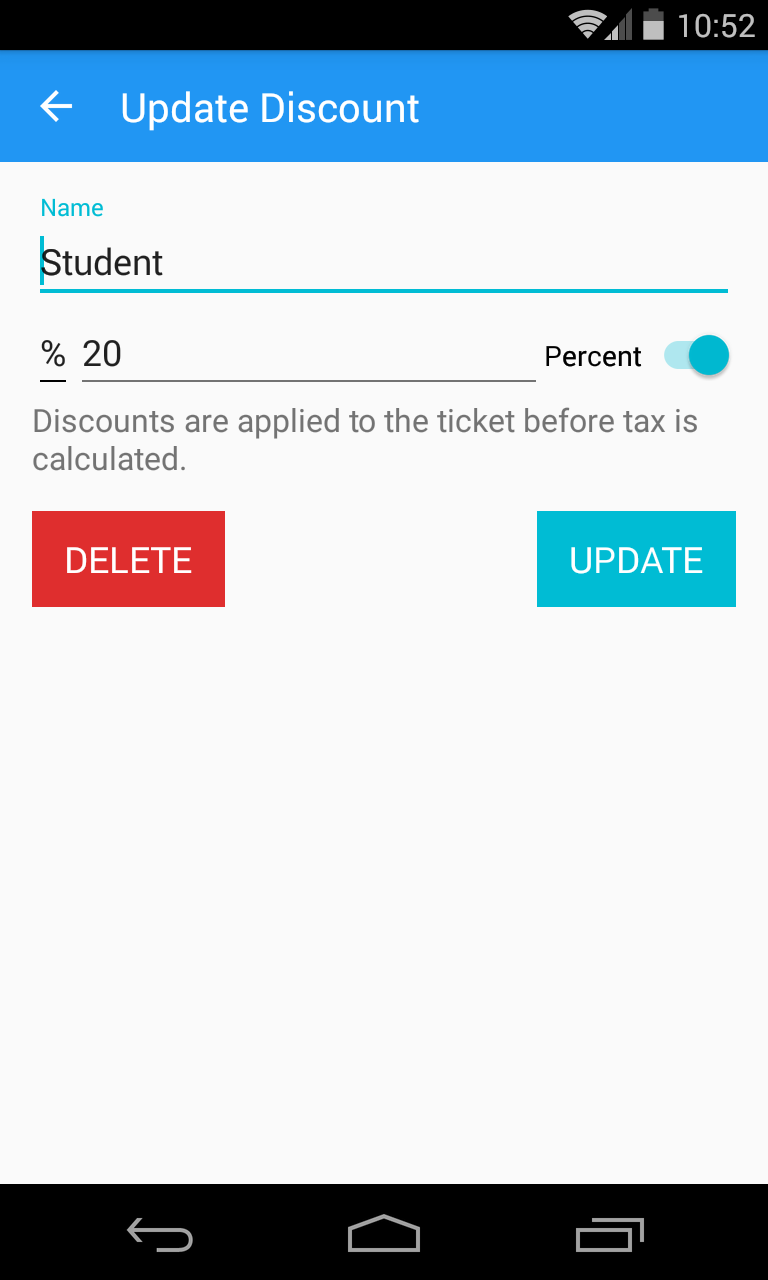 10:52
Update Discount
Name
Student
% 20 Percent
Discounts are applied to the ticket before tax is
calculated.
DELETE UPDATE